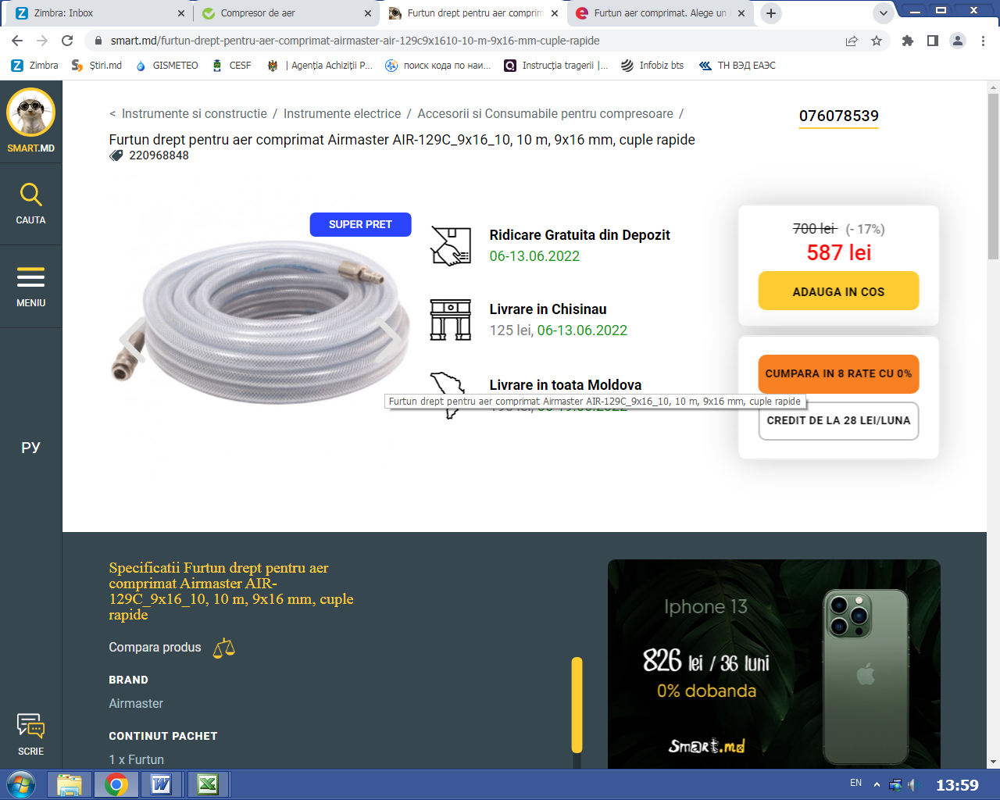 Zimbra: Inbox
Compresor de aer
Furtun drept pentru aer comprim
Furtun aer comprimat. Alege un
smart.md/furtun-drept-pentru-aer-comprimat-airmaster-air-129c9x1610-10-m-9x16-mm-cuple-rapide
Zimbra
Știri.md
GISMETEO
CESF
| Agenția Achiziții P...
поиск кода по наи...
Instrucția tragerii |...
Infobiz bts
ТН ВЭД ЕАЭС
SMART.MD
CAUTA
MENIU
РУ
SCRIE
< Instrumente si constructie / Instrumente electrice / Accesorii si Consumabile pentru compresoare /
076078539
Furtun drept pentru aer comprimat Airmaster AIR-129C_9x16_10, 10 m, 9x16 mm, cuple rapide
220968848
SUPER PRET
Ridicare Gratuita din Depozit
06-13.06.2022
Livrare in Chisinau
125 lei, 06-13.06.2022
Livrare in toata Moldova
Furtun drept pentru aer comprimat Airmaster AIR-129C_9x16_10, 10 m, 9x16 mm, cuple rapide
700 lei (- 17%)
587 lei
ADAUGA IN COS
CUMPARA IN 8 RATE CU 0%
CREDIT DE LA 28 LEI/LUNA
Specificatii Furtun drept pentru aer
comprimat Airmaster AIR-
129C_9x16_10, 10 m, 9x16 mm, cuple
rapide
Compara produs
BRAND
Airmaster
CONTINUT PACHET
1 x Furtun
Iphone 13
826 lei / 36 luni
0% dobanda
Smart.md
EN
13:59